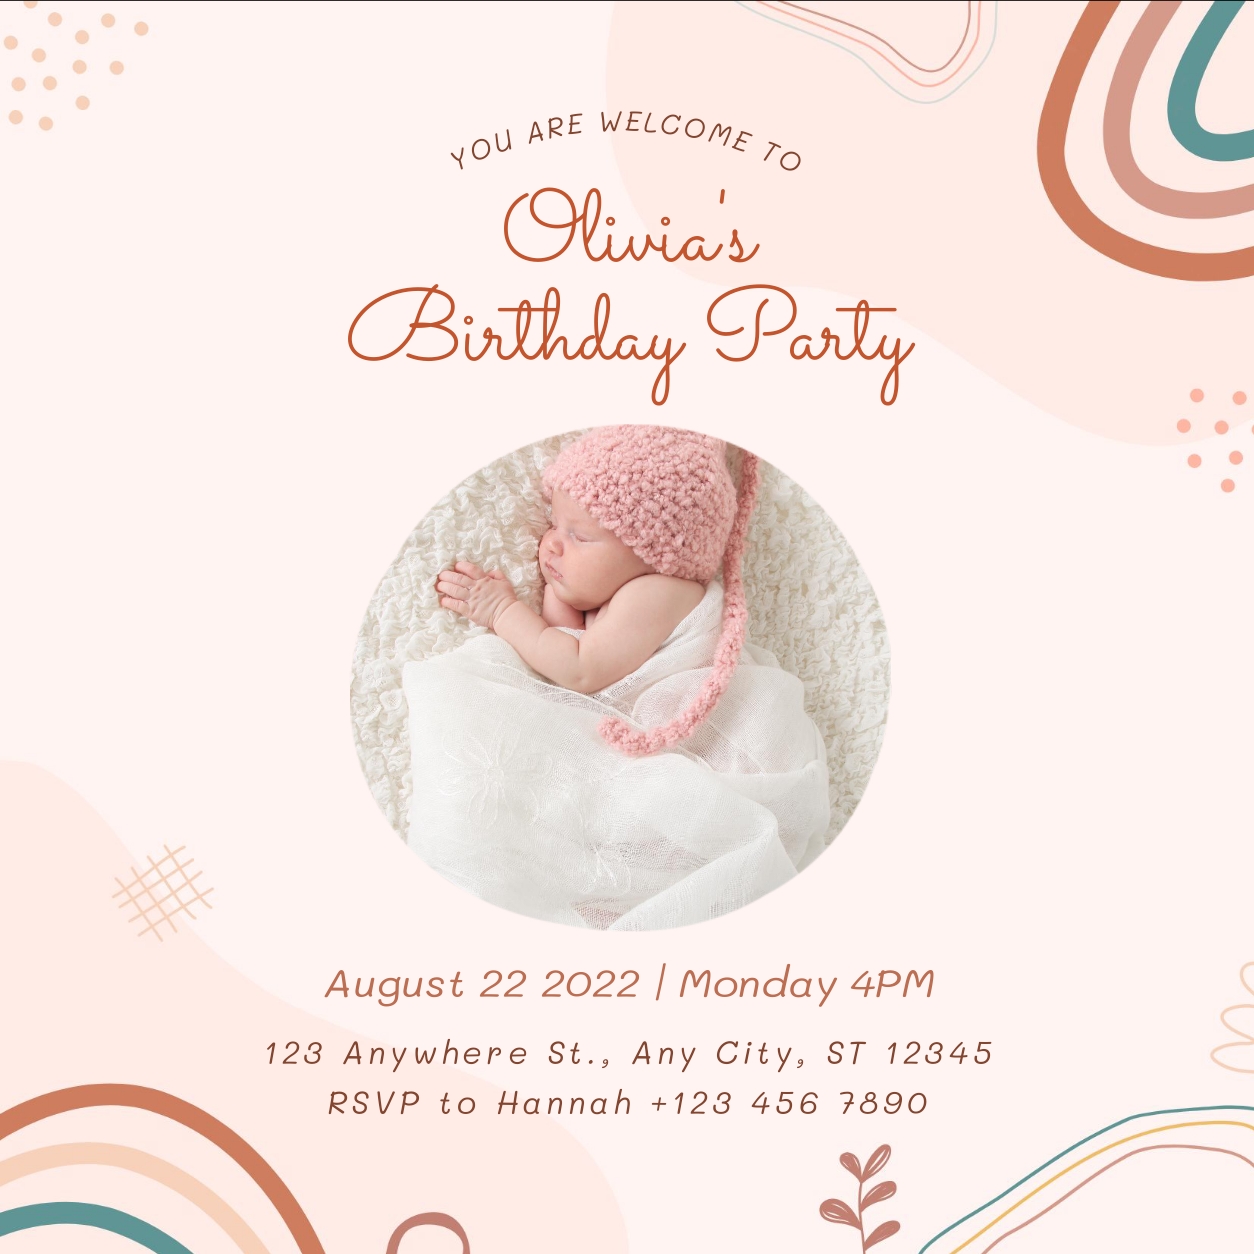 YOU ARE WELCOME TO
Olivia's
Birthday Party
August 22 2022 | Monday 4PM
123 Anywhere St., Any City, ST 12345
RSVP to Hannah +123 456 7890